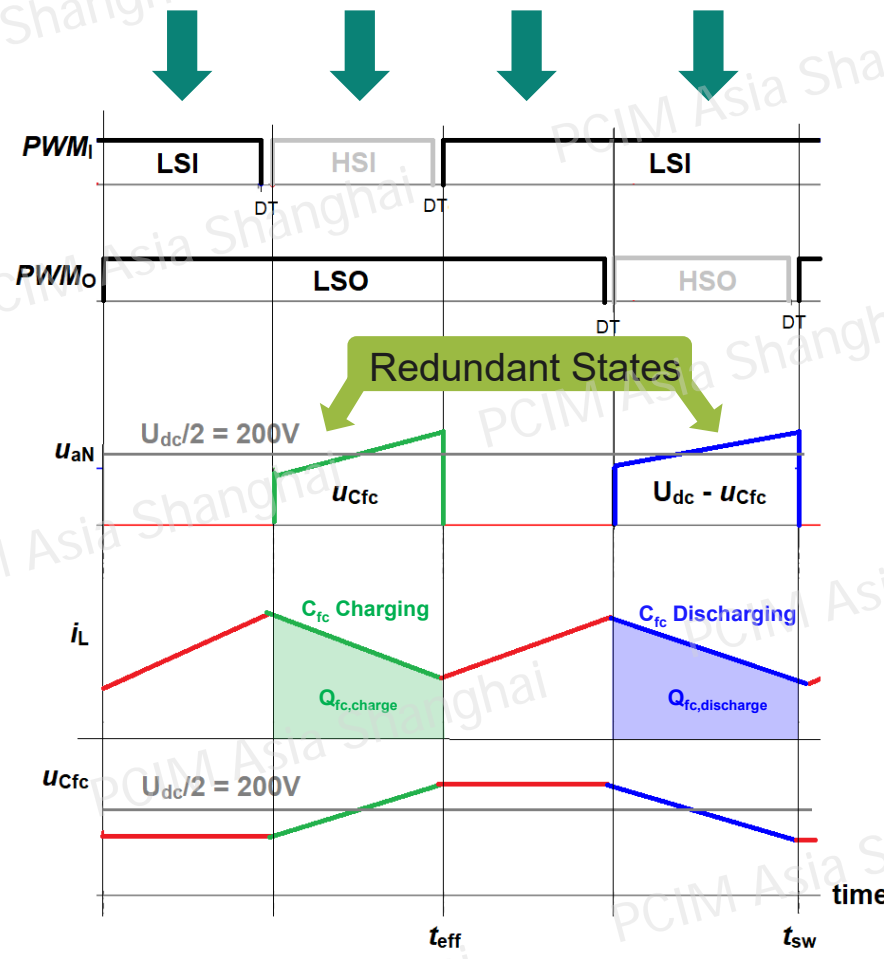 PCIM Asia Shanghai
PWMI
LSI
HSI
LSI
DT
DT
PWMO
LSO
HSO
DT
DT
Redundant States
Udc/2 = 200V
uaN
uCfc
Udc - uCfc
Cfc Charging
Cfc Discharging
iL
Qfc,charge
Qfc,discharge
uCfc
Udc/2 = 200V
time
teff
tsw